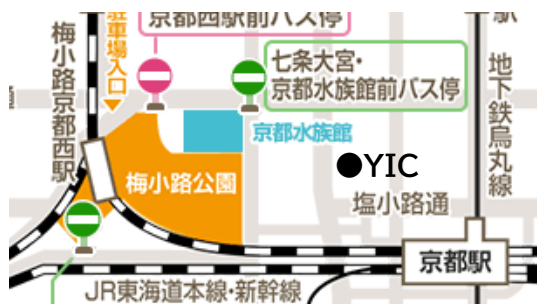 京都西駅前バス停
駅
駐車場入口
梅小路京都西駅
七条大宮・
京都水族館前バス停
地下鉄烏丸線
通
京都水族館
●YIC
梅小路公園
塩小路通
京都駅
JR東海道本線・新幹線